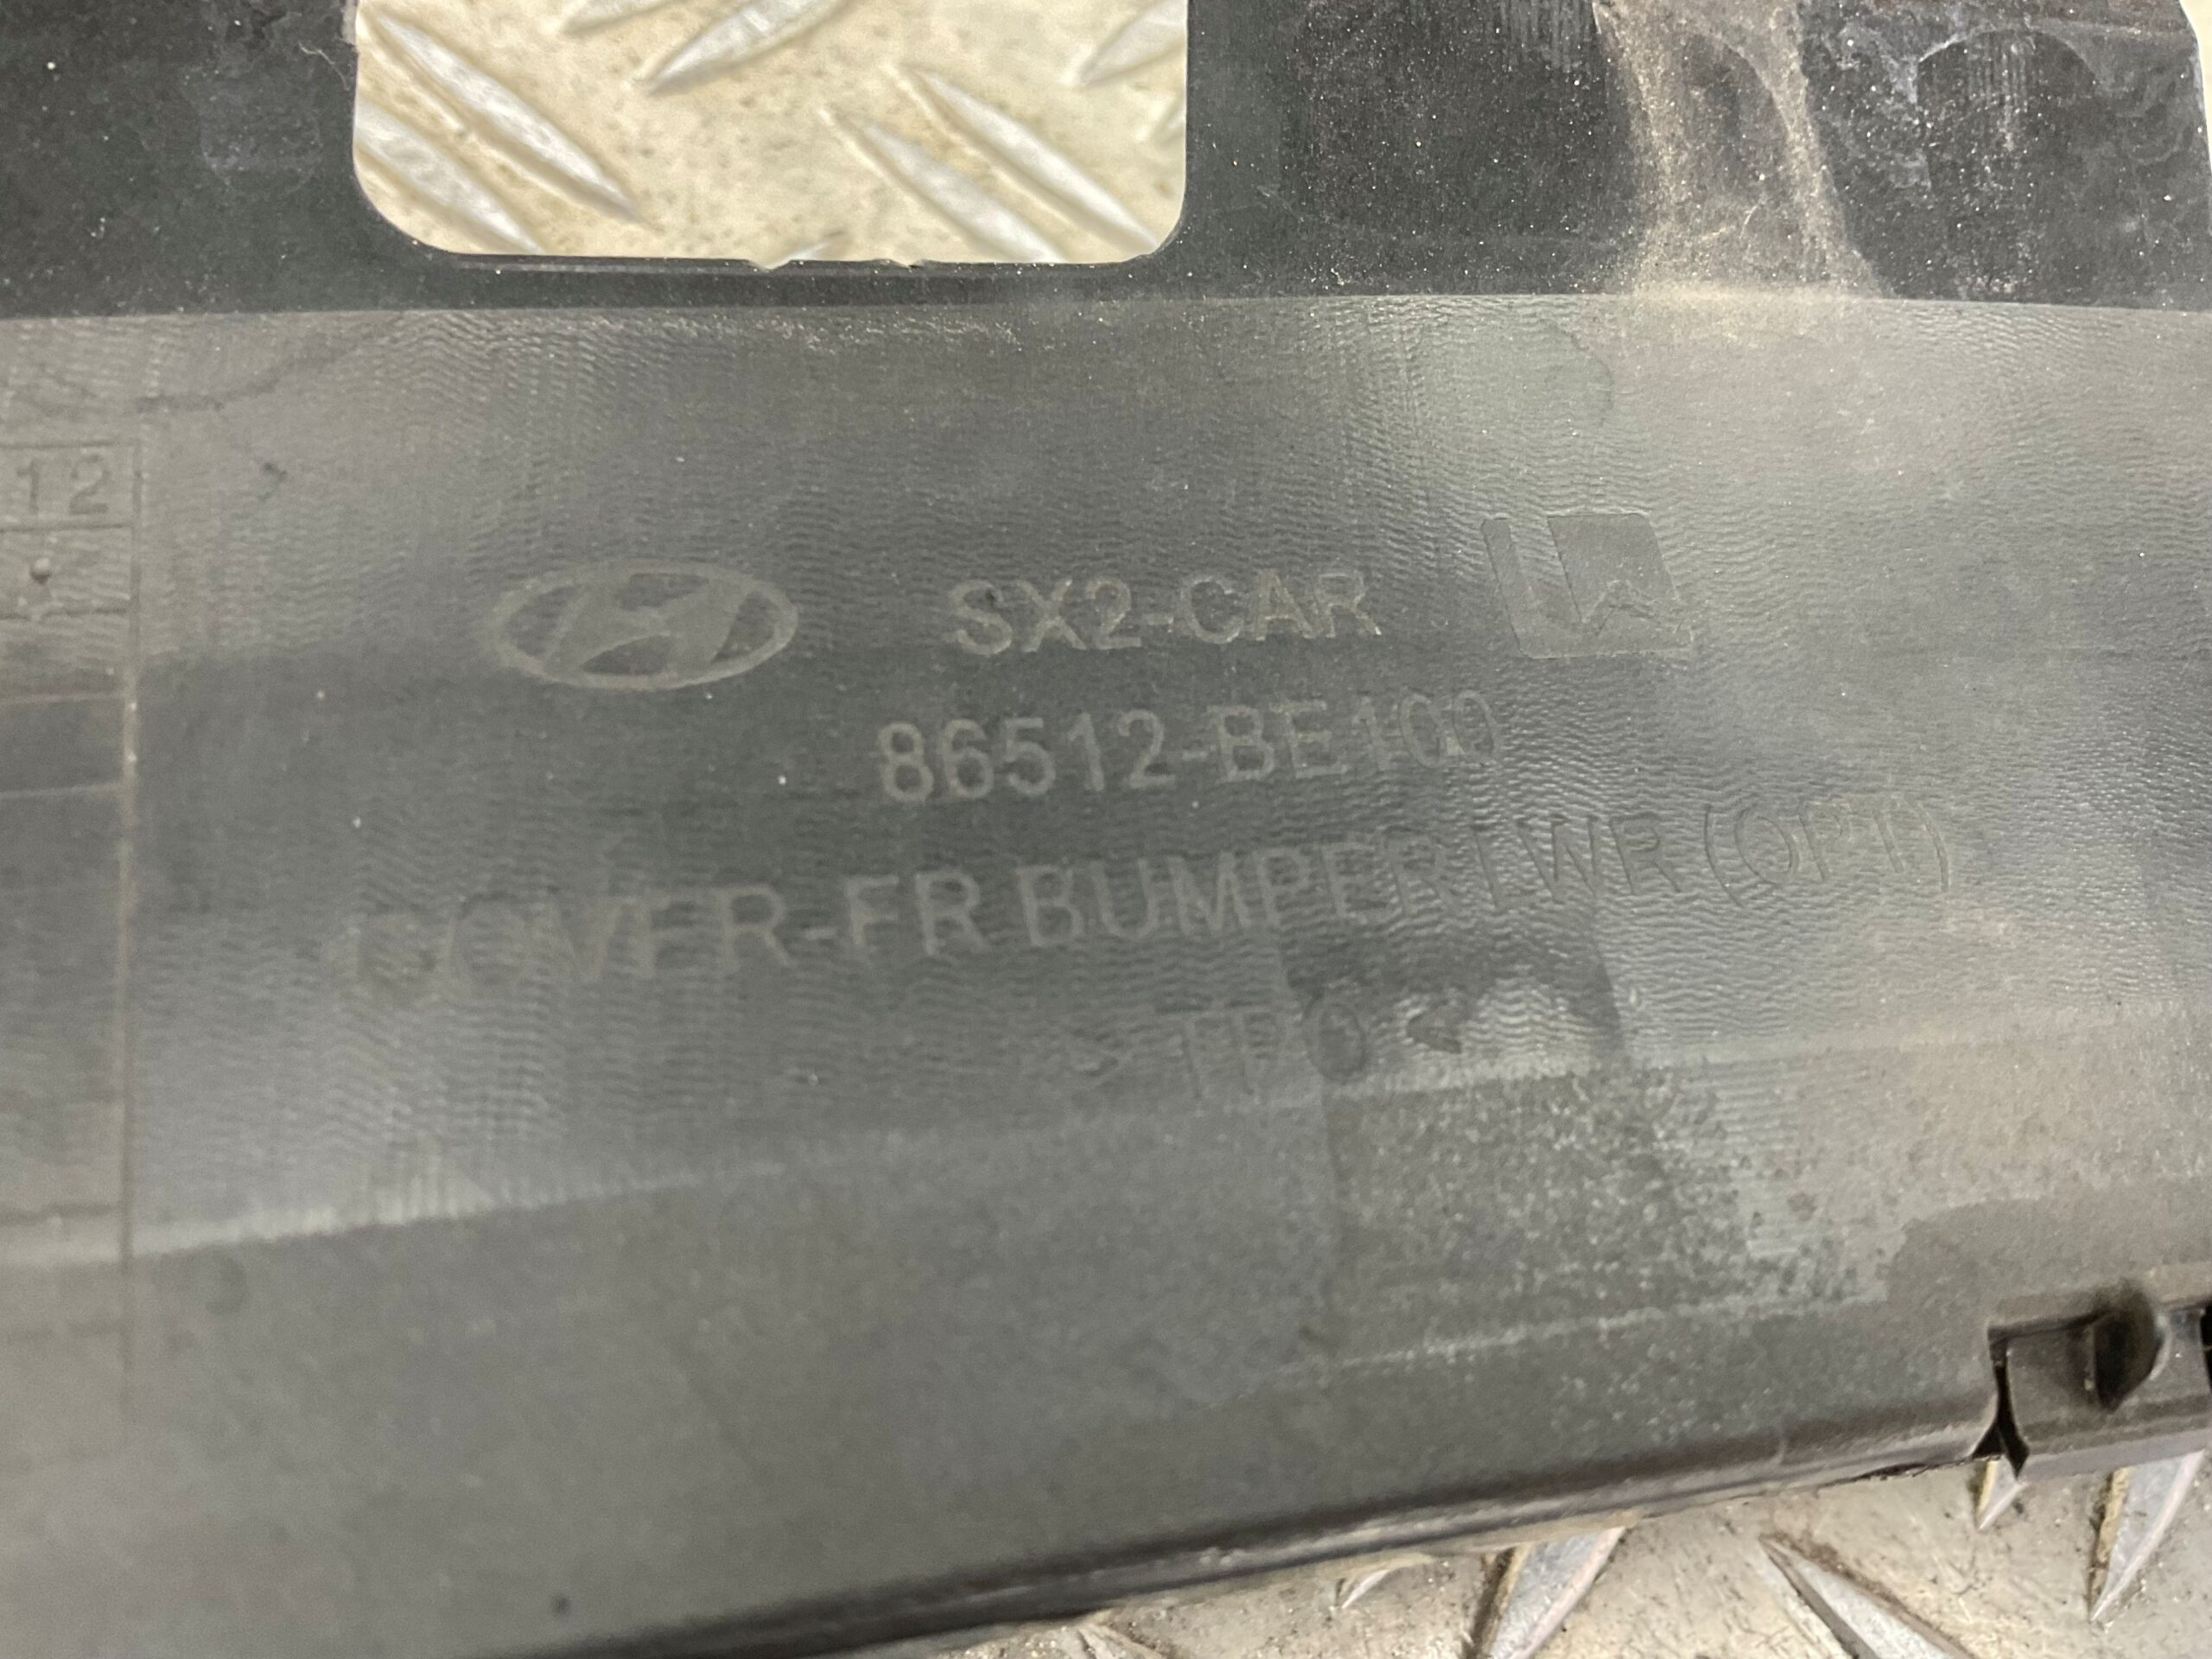 12
SX2-CAR
86512-BE100
COVER-FR BUMPER LWR (OPT)
> TPO <